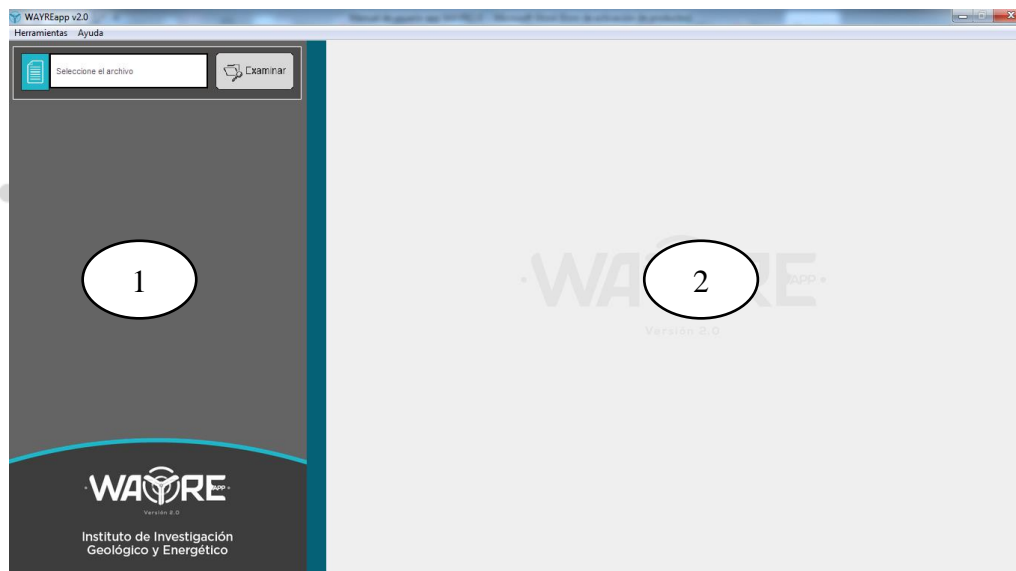 WAYREapp v2.0
Herramientas Ayuda
Seleccione el archivo
Examinar
1
2
Versión 2.0
WAYRE APP
Versión 2.0
Instituto de Investigación
Geológico y Energético